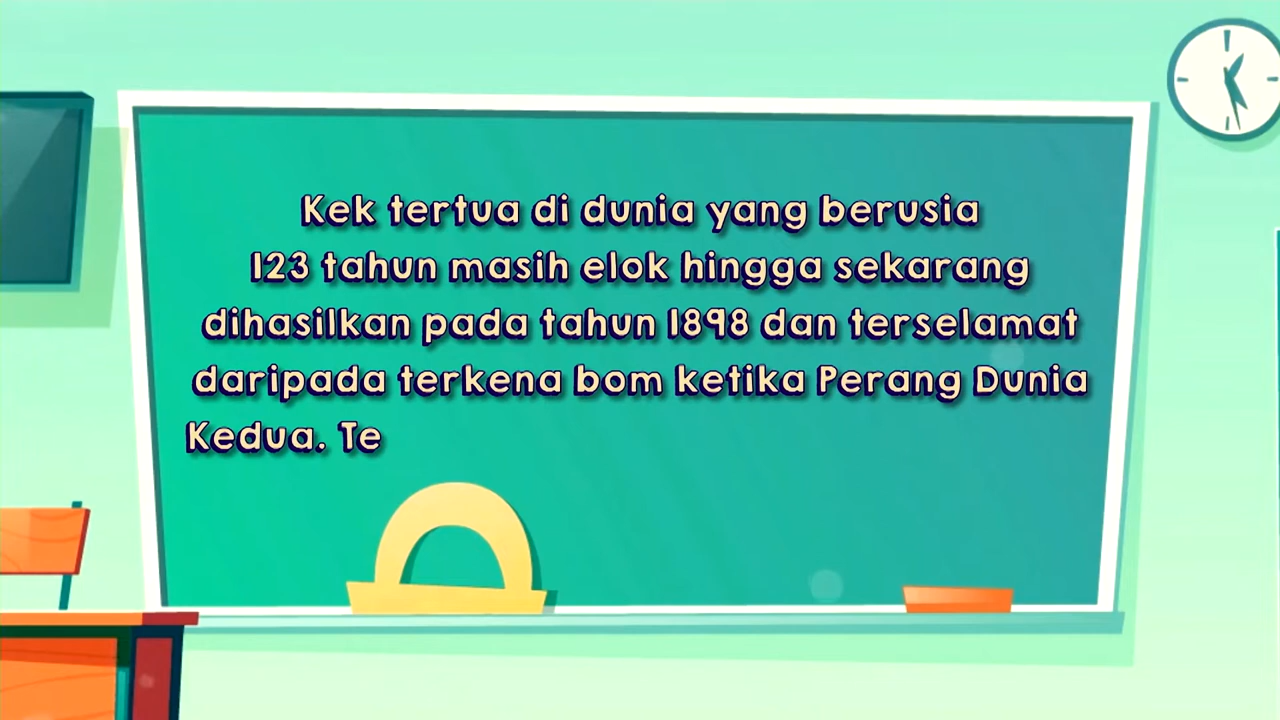 Kek tertua di dunia yang berusia
123 tahun masih elok hingga sekarang
dihasilkan pada tahun 1898 dan terselamat
daripada terkena bom ketika Perang Dunia
Kedua. Te